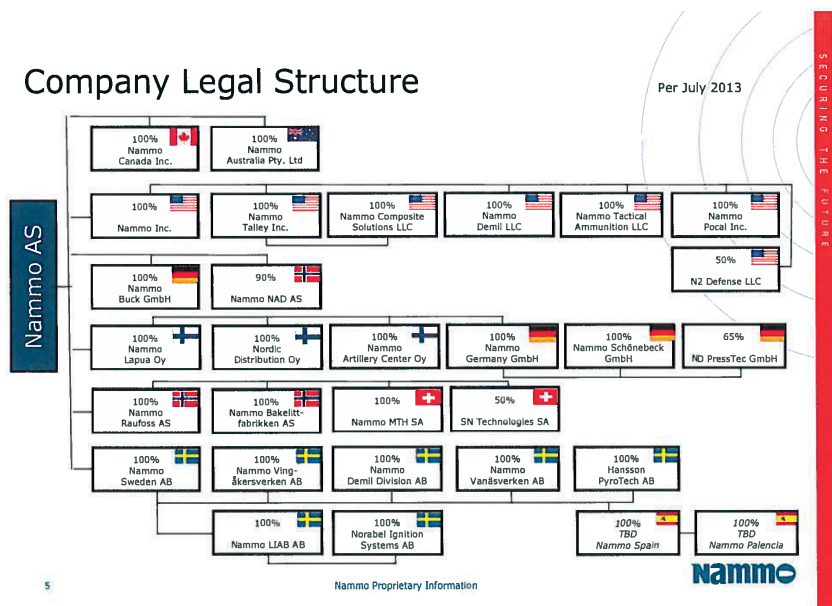 Company Legal Structure
Per July 2013
SECURING THE FUTURE
Nammo AS
100%
Nammo
Canada Inc.
100%
Nammo
Australia Pty. Ltd
100%
Nammo Inc.
100%
Nammo
Talley Inc.
100%
Nammo Composite
Solutions LLC
100%
Nammo
Demil LLC
100%
Nammo Tactical
Ammunition LLC
100%
Nammo
Pocal Inc.
50%
N2 Defense LLC
100%
Nammo
Buck GmbH
90%
Nammo NAD AS
100%
Nammo
Lapua Oy
100%
Nordic
Distribution Oy
100%
Nammo
Artillery Center Oy
100%
Nammo
Germany GmbH
100%
Nammo Schönebeck
GmbH
65%
ND PressTec GmbH
100%
Nammo
Raufoss AS
100%
Nammo Bakelitt-
fabrikken AS
100%
Nammo MTH SA
50%
SN Technologies SA
100%
Nammo
Sweden AB
100%
Nammo Ving-
åkersverken AB
100%
Nammo
Demil Division AB
100%
Nammo
Vanäsverken AB
100%
Hansson
PyroTech AB
100%
Nammo LIAB AB
100%
Norabel Ignition
Systems AB
100%
TBD
Nammo Spain
100%
TBD
Nammo Palencia
5
Nammo Proprietary Information
Nammo